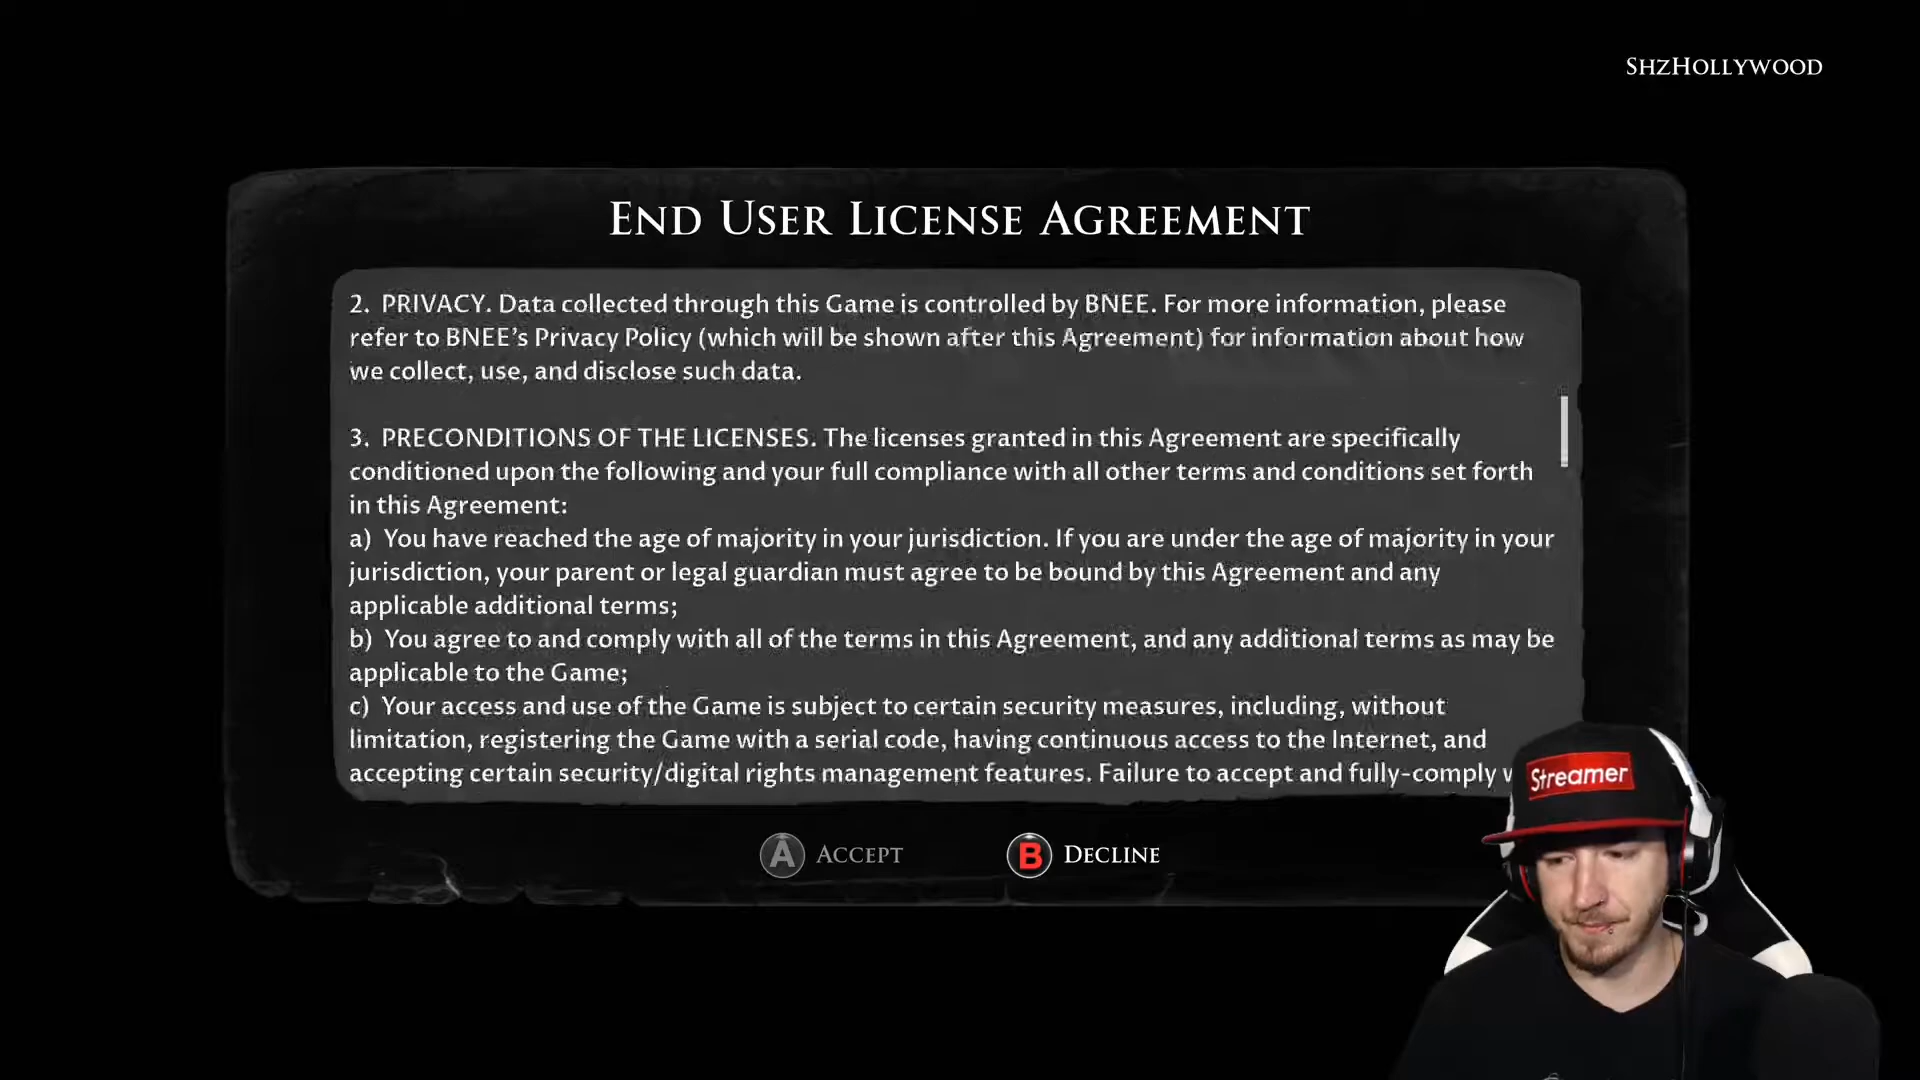 SHZHOLLYWOOD
END USER LICENSE AGREEMENT
2. PRIVACY. Data collected through this Game is controlled by BNEE. For more information, please
refer to BNEE's Privacy Policy (which will be shown after this Agreement) for information about how
we collect, use, and disclose such data.
3. PRECONDITIONS OF THE LICENSES. The licenses granted in this Agreement are specifically
conditioned upon the following and your full compliance with all other terms and conditions set forth
in this Agreement:
a) You have reached the age of majority in your jurisdiction. If you are under the age of majority in your
jurisdiction, your parent or legal guardian must agree to be bound by this Agreement and any
applicable additional terms;
b) You agree to and comply with all of the terms in this Agreement, and any additional terms as may be
applicable to the Game;
c) Your access and use of the Game is subject to certain security measures, including, without
limitation, registering the Game with a serial code, having continuous access to the Internet, and
accepting certain security/digital rights management features. Failure to accept and fully-comply
Streamer
A ACCEPT
B DECLINE